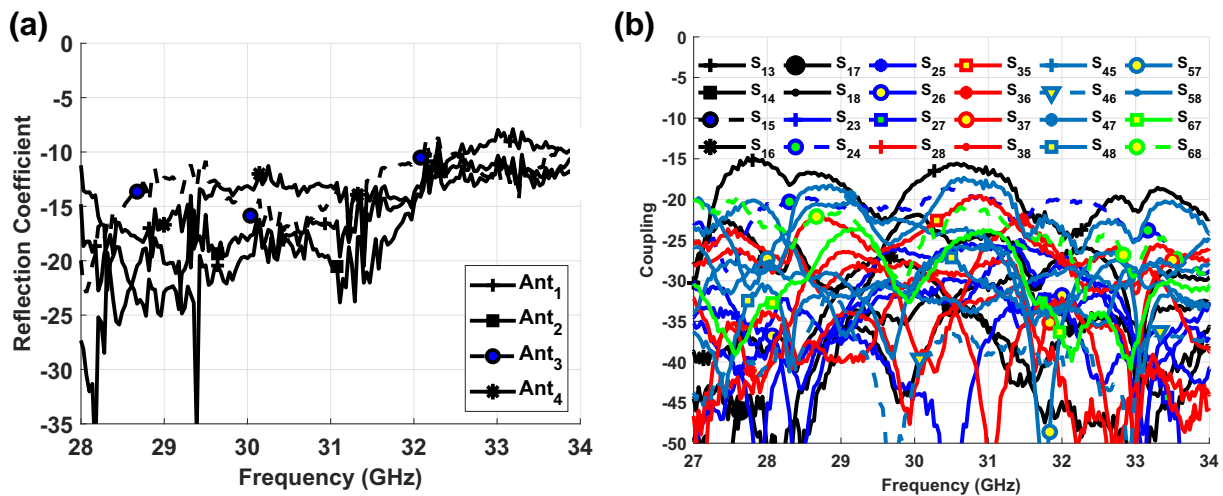 (a)
0
-5
-10
-15
-20
-25
-30
-35
Reflection Coefficient
28 29 30 31 32 33 34
Frequency (GHz)
Ant1
Ant2
Ant3
Ant4
(b)
0
-5
-10
-15
-20
-25
-30
-35
-40
-45
-50
Coupling
S13 S17 S25 S35 S45 S57
S14 S18 S26 S36 S46 S58
S15 S23 S27 S37 S47 S67
S16 S24 S28 S38 S48 S68
27 28 29 30 31 32 33 34
Frequency (GHz)